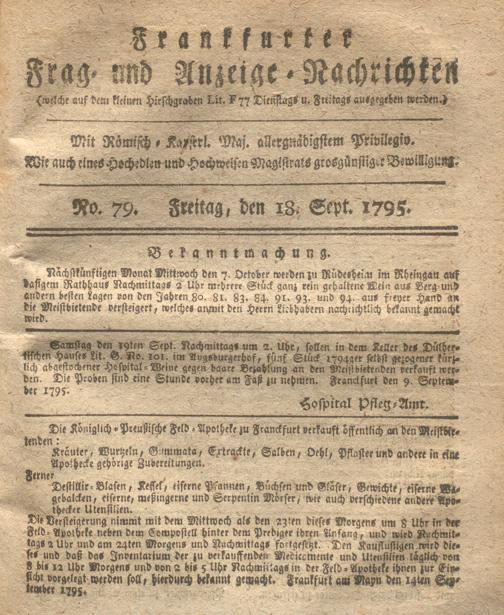 Frankfurter
Frag- und Anzeige-Nachrichten
(welche auf dem kleinen Hirschgraben Lit. F 77 Dienstags u. Freitags ausgegeben werden.)
Mit Römisch-Kayserl. Maj. allergnädigstem Privilegio.
Wie auch eines Hochedlen und Hochweisen Magistrats grosgünstiger Bewilligung.
No. 79. Freitag, den 18. Sept. 1795.
Bekanntmachung.
Nächstkünftigen Monat Mittwoch den 7. October werden zu Rüdesheim im Rheingau auf
dasigem Rathhaus Nachmittags 2 Uhr mehrere Stück ganz rein gehaltene Wein aus Berg- und
andern besten Lagen von den Jahren 80. 81. 83. 84. 91. 93. und 94. aus freyer Hand an
die Meistbietende versteigert, welches anmit den Herrn Liebhabern nachrichtlich bekannt gemacht
wird.
Samstag den 19ten Sept. Nachmittags um 2. Uhr, sollen in dem Keller des Düther-
tischen Hauses Lit. G. No. 101. im Augsburgerhof, fünf Stück 1794ger selbst gezogener kürz-
lich abgestochener Hospital-Weine gegen baare Bezahlung an den Meistbietenden verkauft wer-
den. Die Proben sind eine Stunde vorher am Faß zu nehmen. Frankfurt den 9. Septem-
ber 1795.
Hospital Pfleg-Amt.
Die Königlich-Preußische Feld-Apotheke zu Frankfurt verkauft öffentlich an den Meistbie-
tenden:
Kräuter, Wurzeln, Gummata, Extrackte, Salben, Oehl, Pflaster und andere in eine
Apotheck gehörige Zubereitungen.
Ferner
Destillir-Blasen, Kessel, eiserne Pfannen, Büchsen und Gläser, Gewichte, eiserne Wa-
gebalcken, eiserne, meßingerne und Serpentin Mörser, wie auch verschiedene andere Apo-
thecker Utensilien.
Die Versteigerung nimmt mit dem Mittwoch als den 23ten dieses Morgens um 8 Uhr in der
Feld-Apotheke neben dem Compostell hinter dem Prediger ihren Anfang, und wird Nachmit-
tags 2 Uhr und am 24ten Morgens und Nachmittags fortgesetzt. Den Kauflustigen wird die-
ses und daß das Inventarium der zu verkauffenden Medicamente und Utensilien täglich von
8 bis 12 Uhr Morgens und von 2 bis 5 Uhr Nachmittags in der Feld-Apotheke ihnen zur Ein-
sicht vorgelegt werden soll, hierdurch bekannt gemacht. Frankfurt am Mayn den 14ten Sep-
tember 1795.